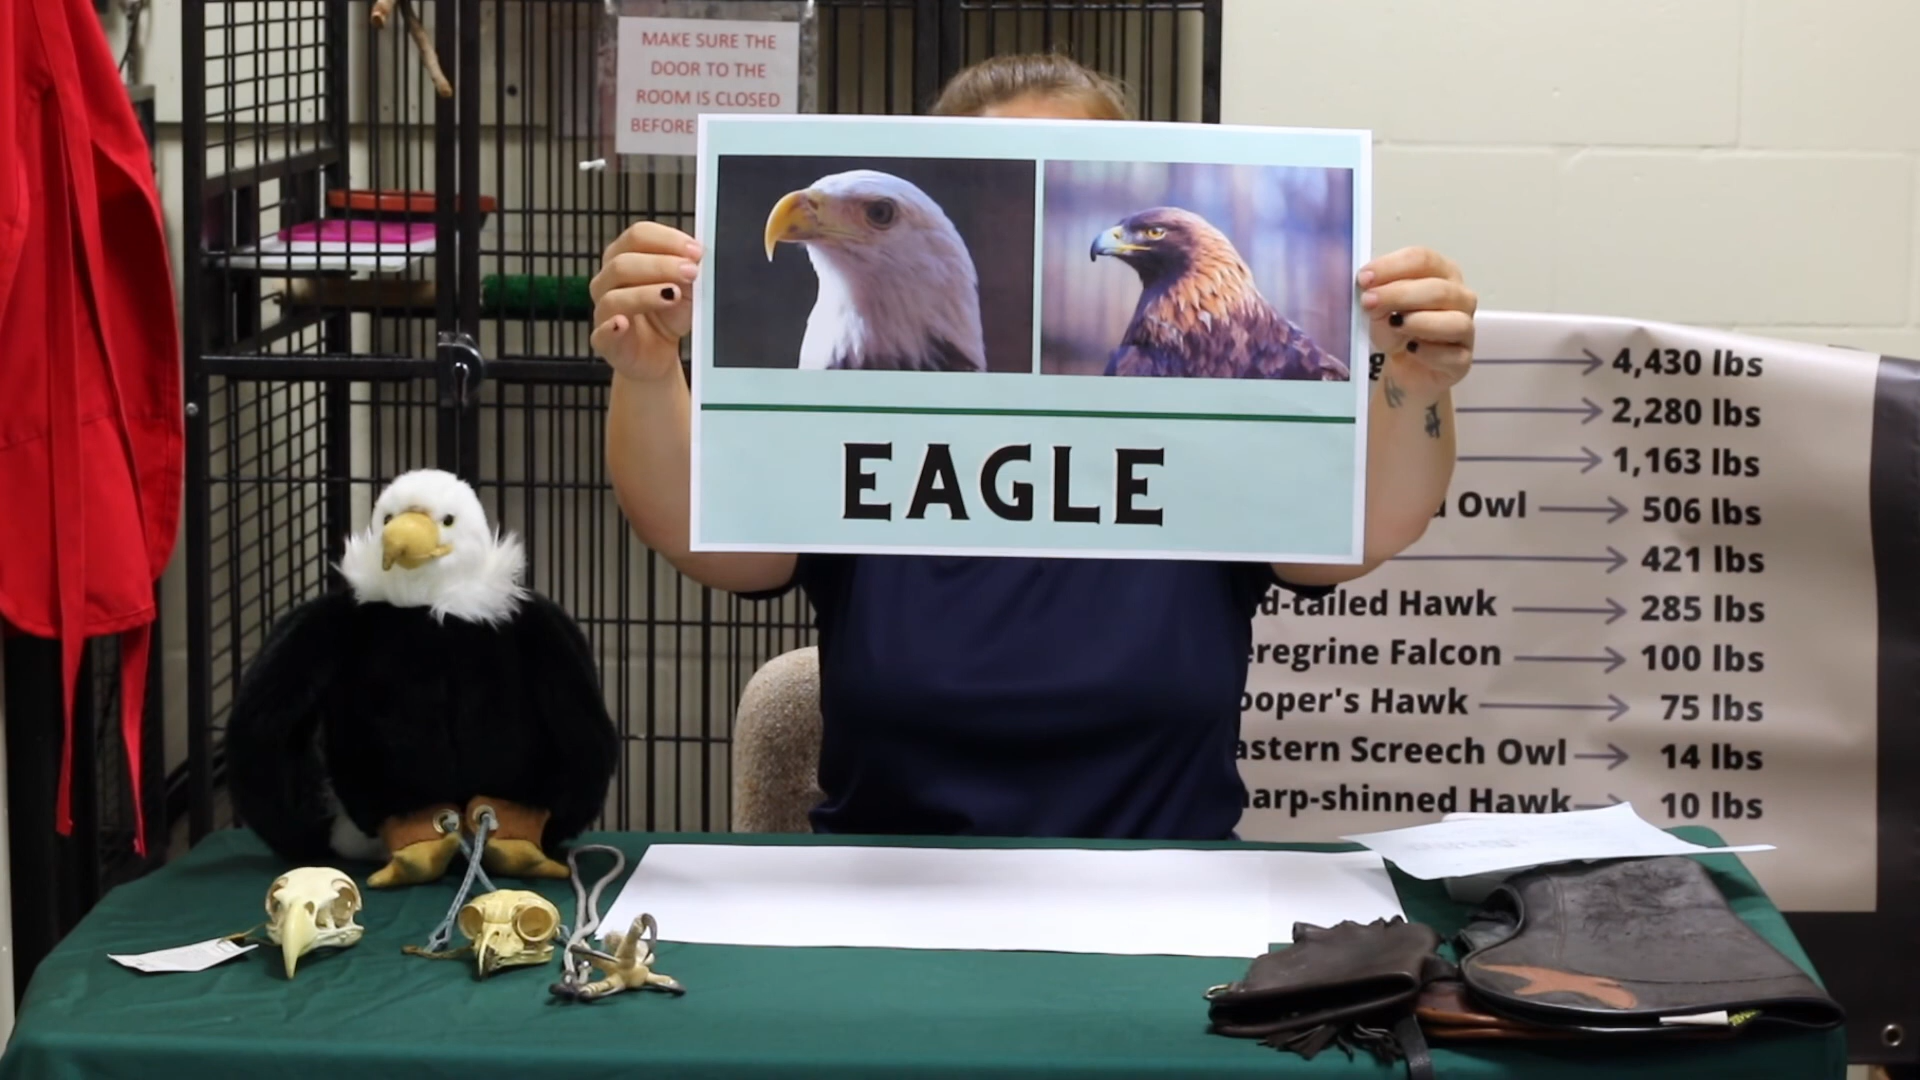 MAKE SURE THE
DOOR TO THE
ROOM IS CLOSED
BEFORE
EAGLE
4,430 lbs
2,280 lbs
1,163 lbs
Owl 506 lbs
421 lbs
d-tailed Hawk 285 lbs
eregrine Falcon 100 lbs
ooper's Hawk 75 lbs
astern Screech Owl 14 lbs
harp-shinned Hawk 10 lbs